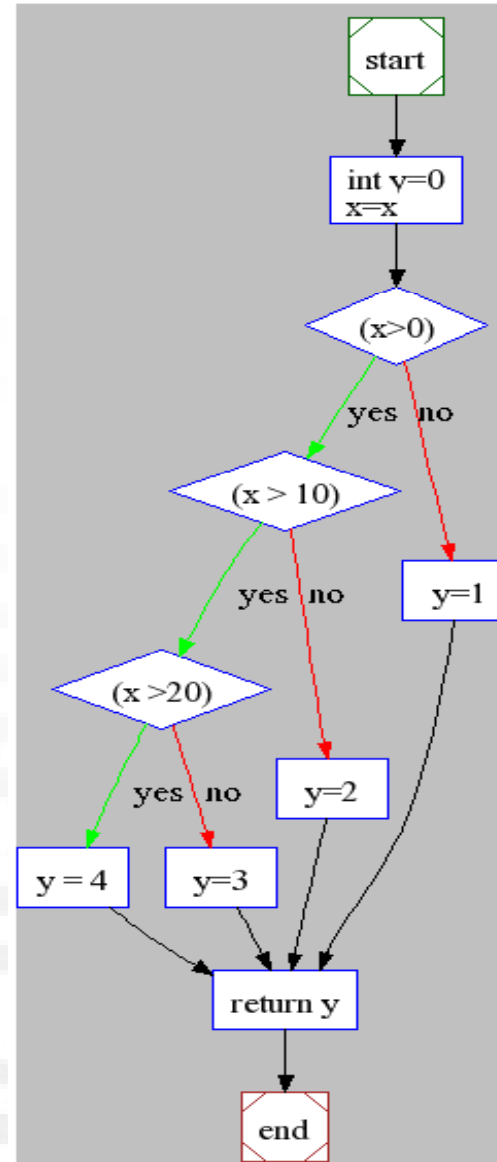 start
int y=0
x=x
(x>0)
yes no
(x > 10)
yes no
y=1
(x >20)
yes no
y=2
y = 4
y=3
return y
end